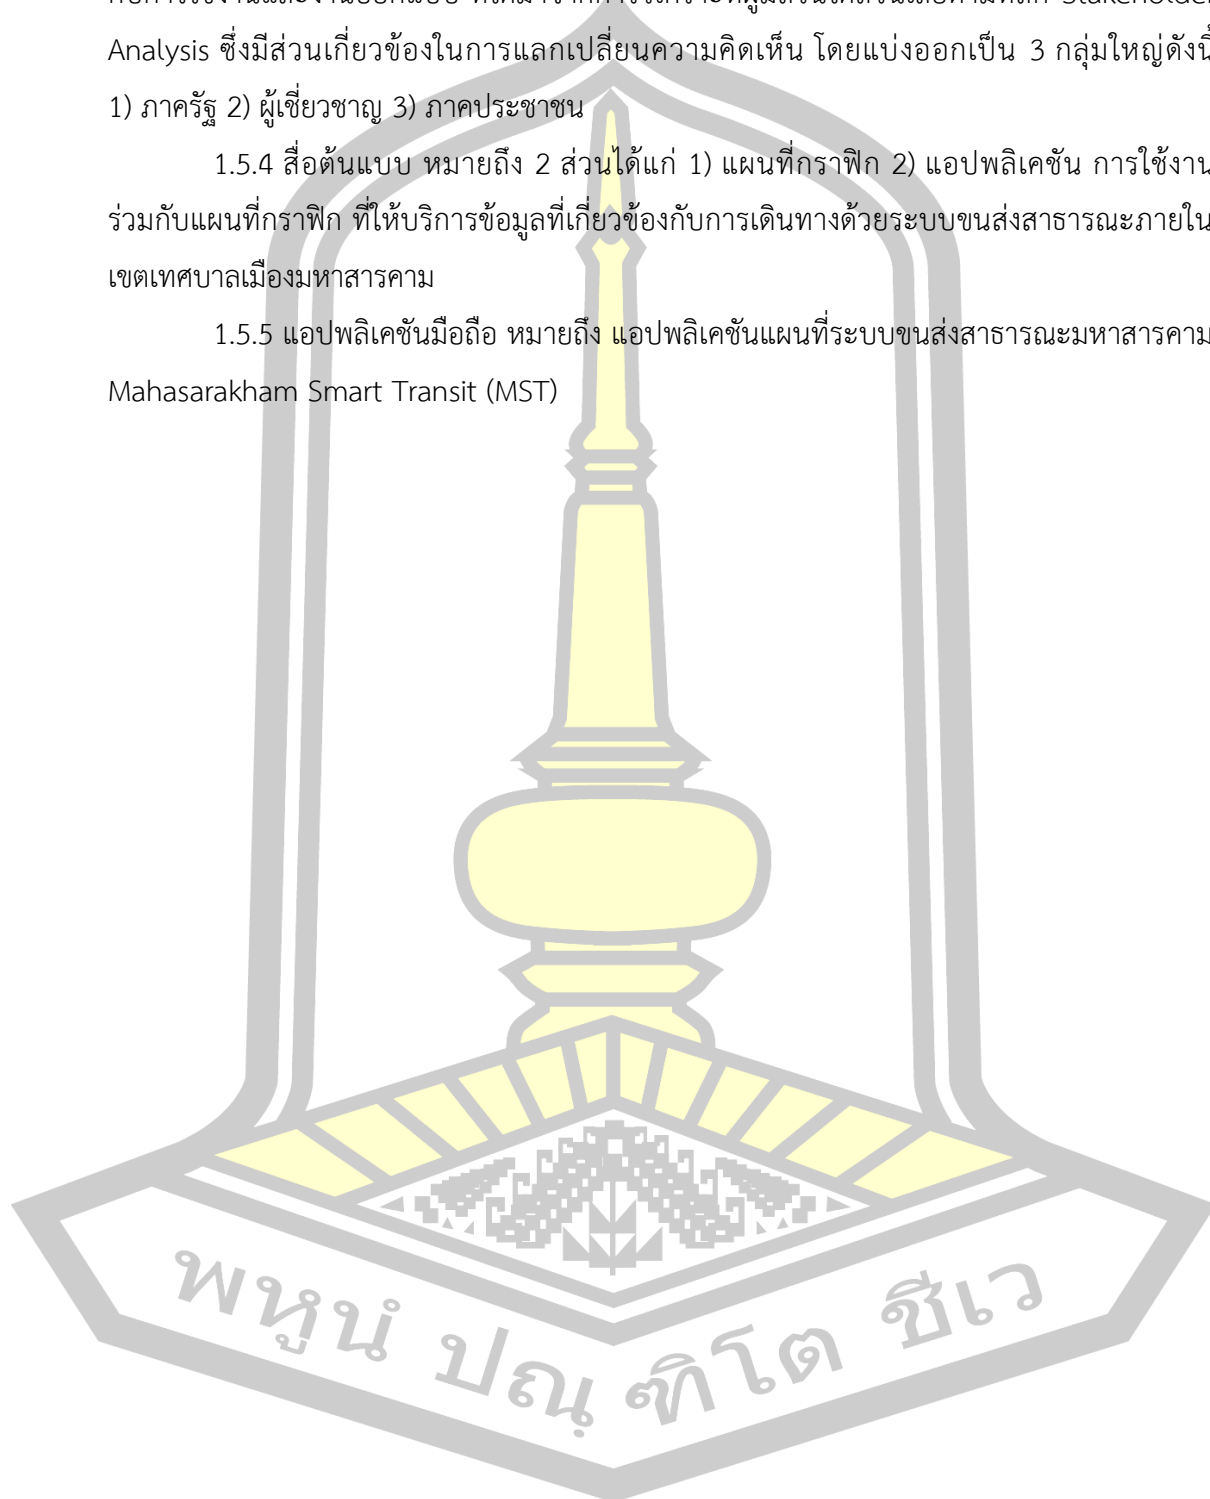 Analysis ซึ่งมีส่วนเกี่ยวข้องในการแลกเปลี่ยนความคิดเห็น โดยแบ่งออกเป็น 3 กลุ่มใหญ่ดังนี้
1) ภาครัฐ 2) ผู้เชี่ยวชาญ 3) ภาคประชาชน
1.5.4 สื่อต้นแบบ หมายถึง 2 ส่วนได้แก่ 1) แผนที่กราฟิก 2) แอปพลิเคชัน การใช้งาน
ร่วมกับแผนที่กราฟิก ที่ให้บริการข้อมูลที่เกี่ยวข้องกับการเดินทางด้วยระบบขนส่งสาธารณะภายใน
เขตเทศบาลเมืองมหาสารคาม
1.5.5 แอปพลิเคชันมือถือ หมายถึง แอปพลิเคชันแผนที่ระบบขนส่งสาธารณะมหาสารคาม
Mahasarakham Smart Transit (MST)
พหูนํ ปณฺฑิโต ชีเว